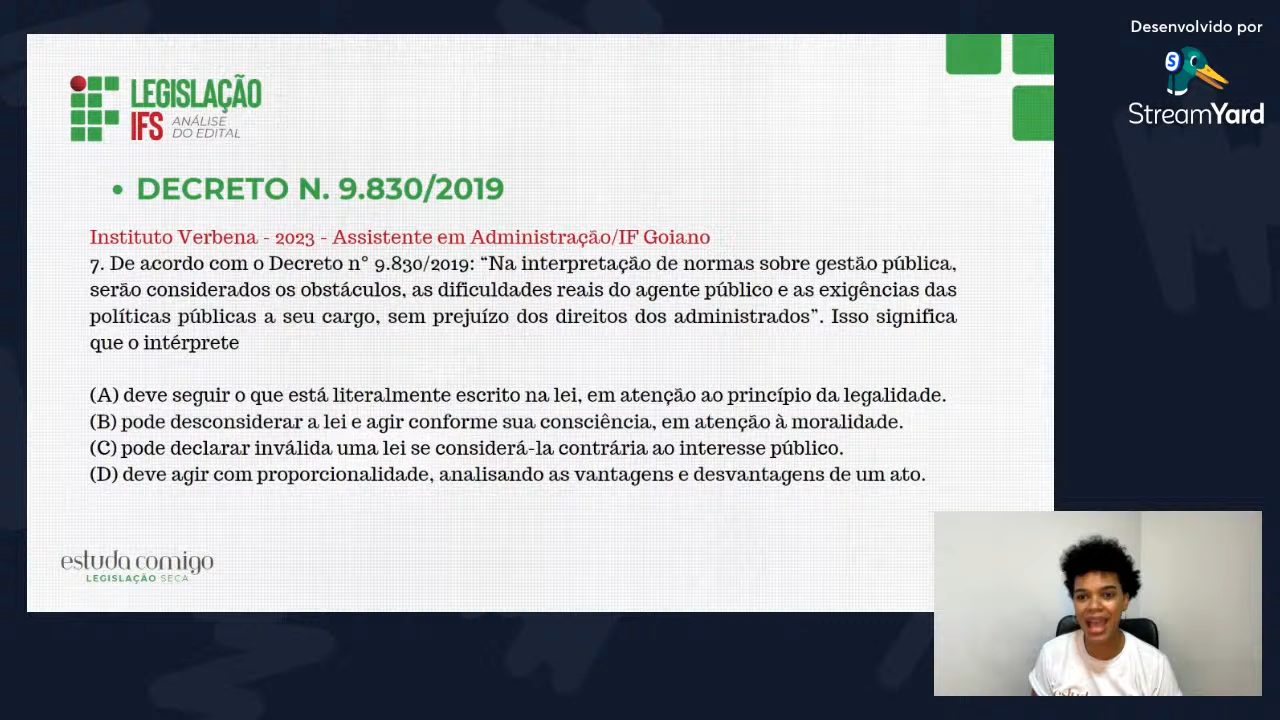 Desenvolvido por
StreamYard
LEGISLAÇÃO
IFS ANÁLISE
DO EDITAL
• DECRETO N. 9.830/2019
Instituto Verbena - 2023 - Assistente em Administração/IF Goiano
7. De acordo com o Decreto n° 9.830/2019: “Na interpretação de normas sobre gestão pública,
serão considerados os obstáculos, as dificuldades reais do agente público e as exigências das
políticas públicas a seu cargo, sem prejuízo dos direitos dos administrados”. Isso significa
que o intérprete
(A) deve seguir o que está literalmente escrito na lei, em atenção ao princípio da legalidade.
(B) pode desconsiderar a lei e agir conforme sua consciência, em atenção à moralidade.
(C) pode declarar inválida uma lei se considerá-la contrária ao interesse público.
(D) deve agir com proporcionalidade, analisando as vantagens e desvantagens de um ato.
estuda comigo
LEGISLAÇÃO SECA